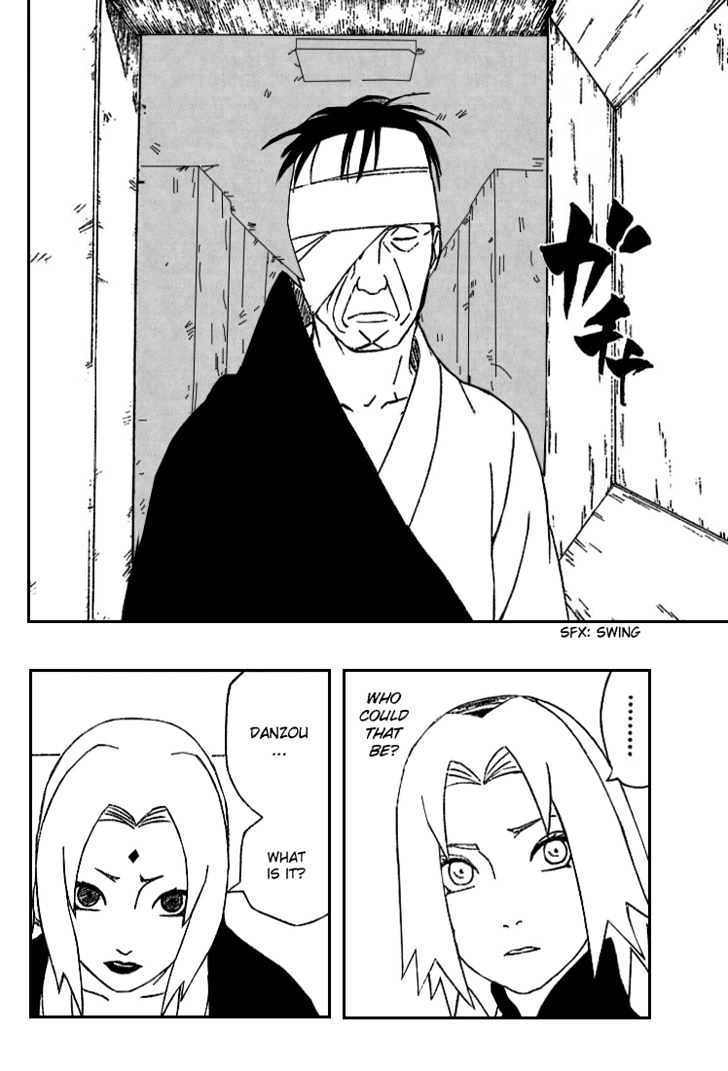 ガチャ
SFX: SWING
........
WHO
COULD
THAT
BE?
DANZOU
...
WHAT
IS IT?